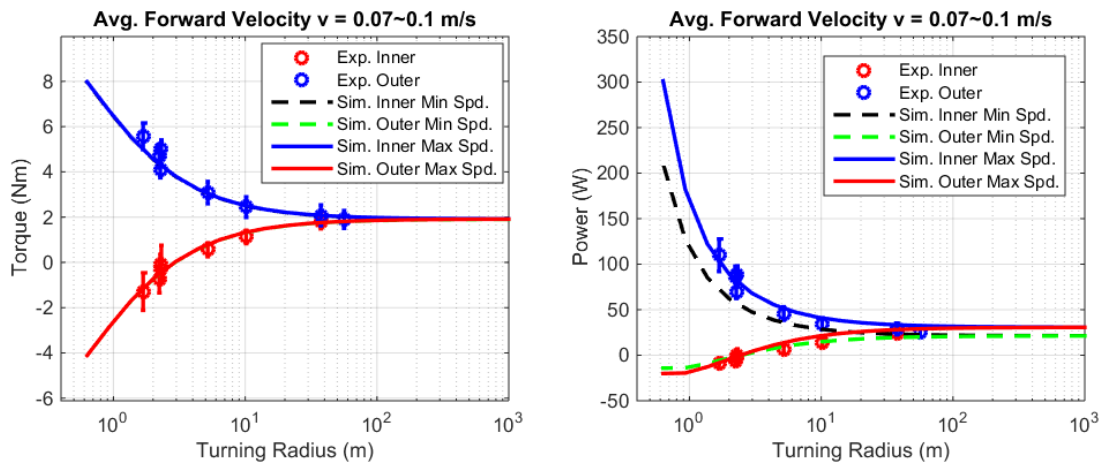 Avg. Forward Velocity v = 0.07~0.1 m/s
8
6
4
2
0
-2
-4
-6
Torque (Nm)
Exp. Inner
Exp. Outer
Sim. Inner Min Spd.
Sim. Outer Min Spd.
Sim. Inner Max Spd.
Sim. Outer Max Spd.
10^0
10^1
10^2
10^3
Turning Radius (m)
Avg. Forward Velocity v = 0.07~0.1 m/s
350
300
250
200
150
100
50
0
-50
Power (W)
Exp. Inner
Exp. Outer
Sim. Inner Min Spd.
Sim. Outer Min Spd.
Sim. Inner Max Spd.
Sim. Outer Max Spd.
10^0
10^1
10^2
10^3
Turning Radius (m)